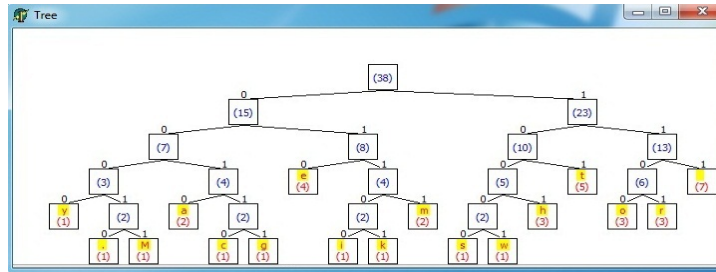 Tree
(38)
0 1
(15) (23)
0 1 0 1
(7) (8) (10) (13)
0 1 0 1 0 1 0 1
(3) (4) e (4) (4) (5) t (5) (6) (7)
0 1 0 1 0 1 0 1 0 1
y (1) (2) a (2) (2) (2) m (2) (2) h (3) o (3) r (3)
0 1 0 1 0 1 0 1
. (1) M (1) c (1) g (1) i (1) k (1) s (1) w (1)